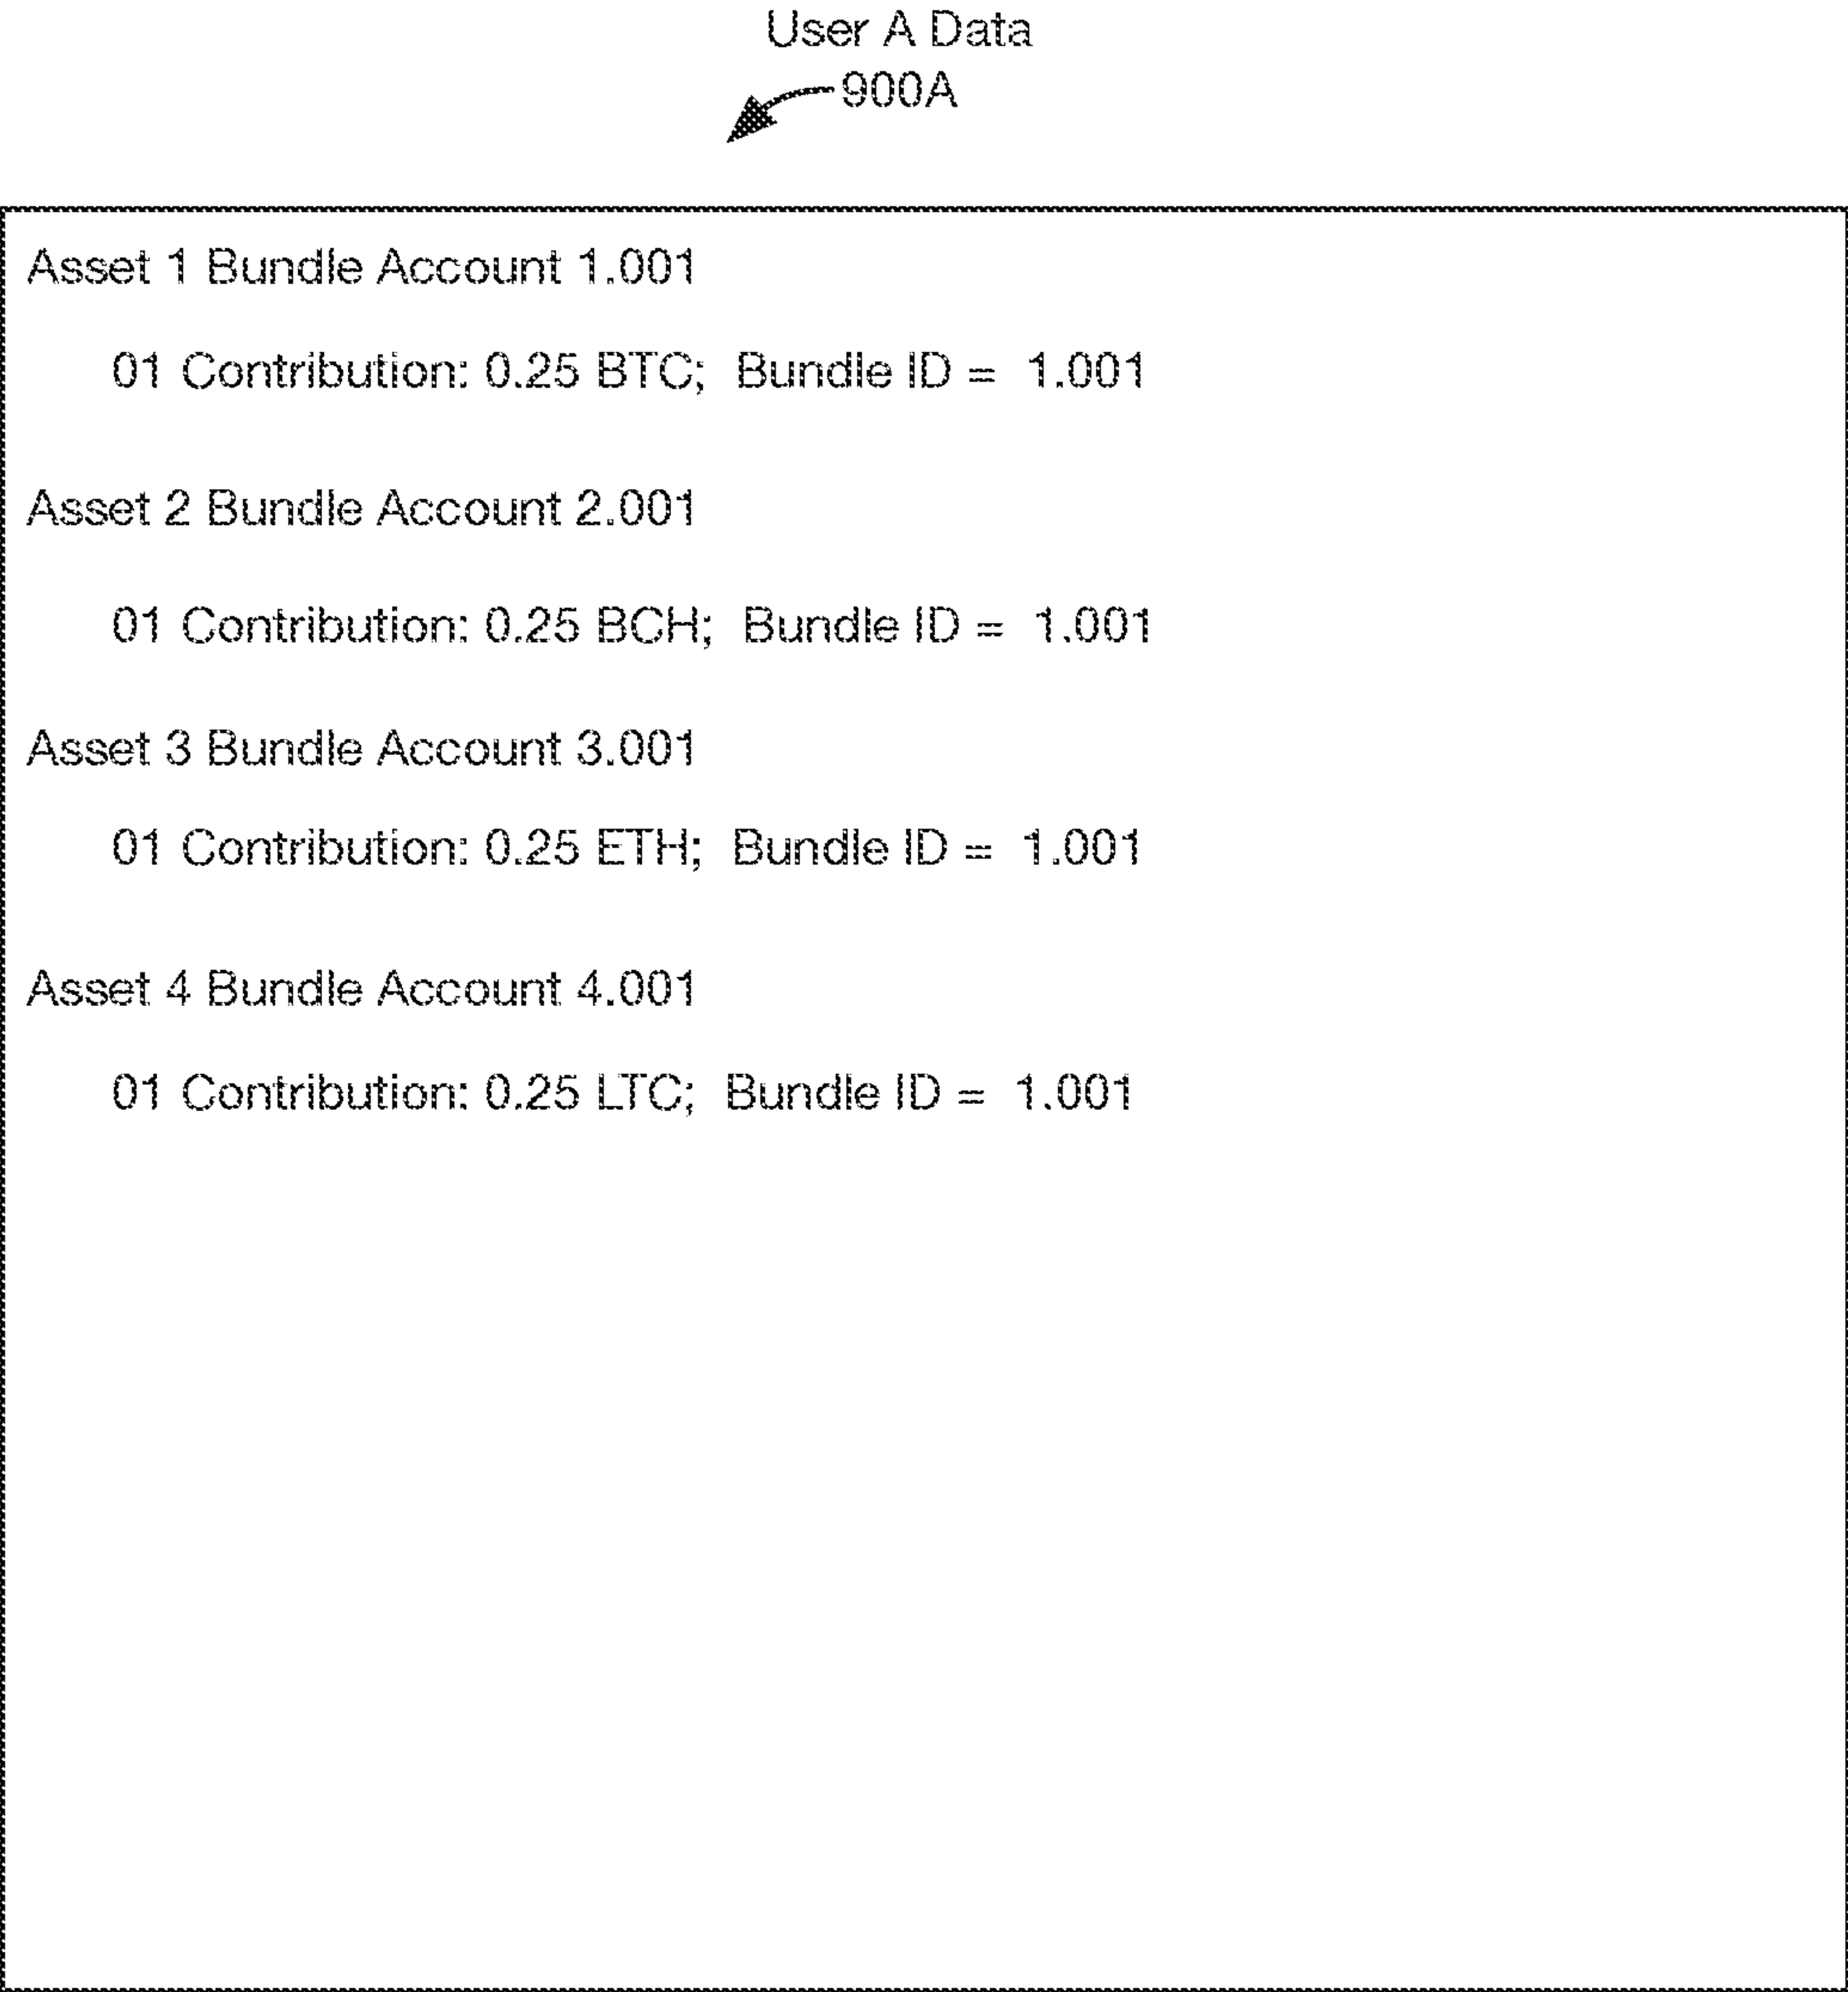 User A Data
900A
Asset 1 Bundle Account 1.001
01 Contribution: 0.25 BTC; Bundle ID = 1.001
Asset 2 Bundle Account 2.001
01 Contribution: 0.25 BCH; Bundle ID = 1.001
Asset 3 Bundle Account 3.001
01 Contribution: 0.25 ETH; Bundle ID = 1.001
Asset 4 Bundle Account 4.001
01 Contribution: 0.25 LTC; Bundle ID = 1.001